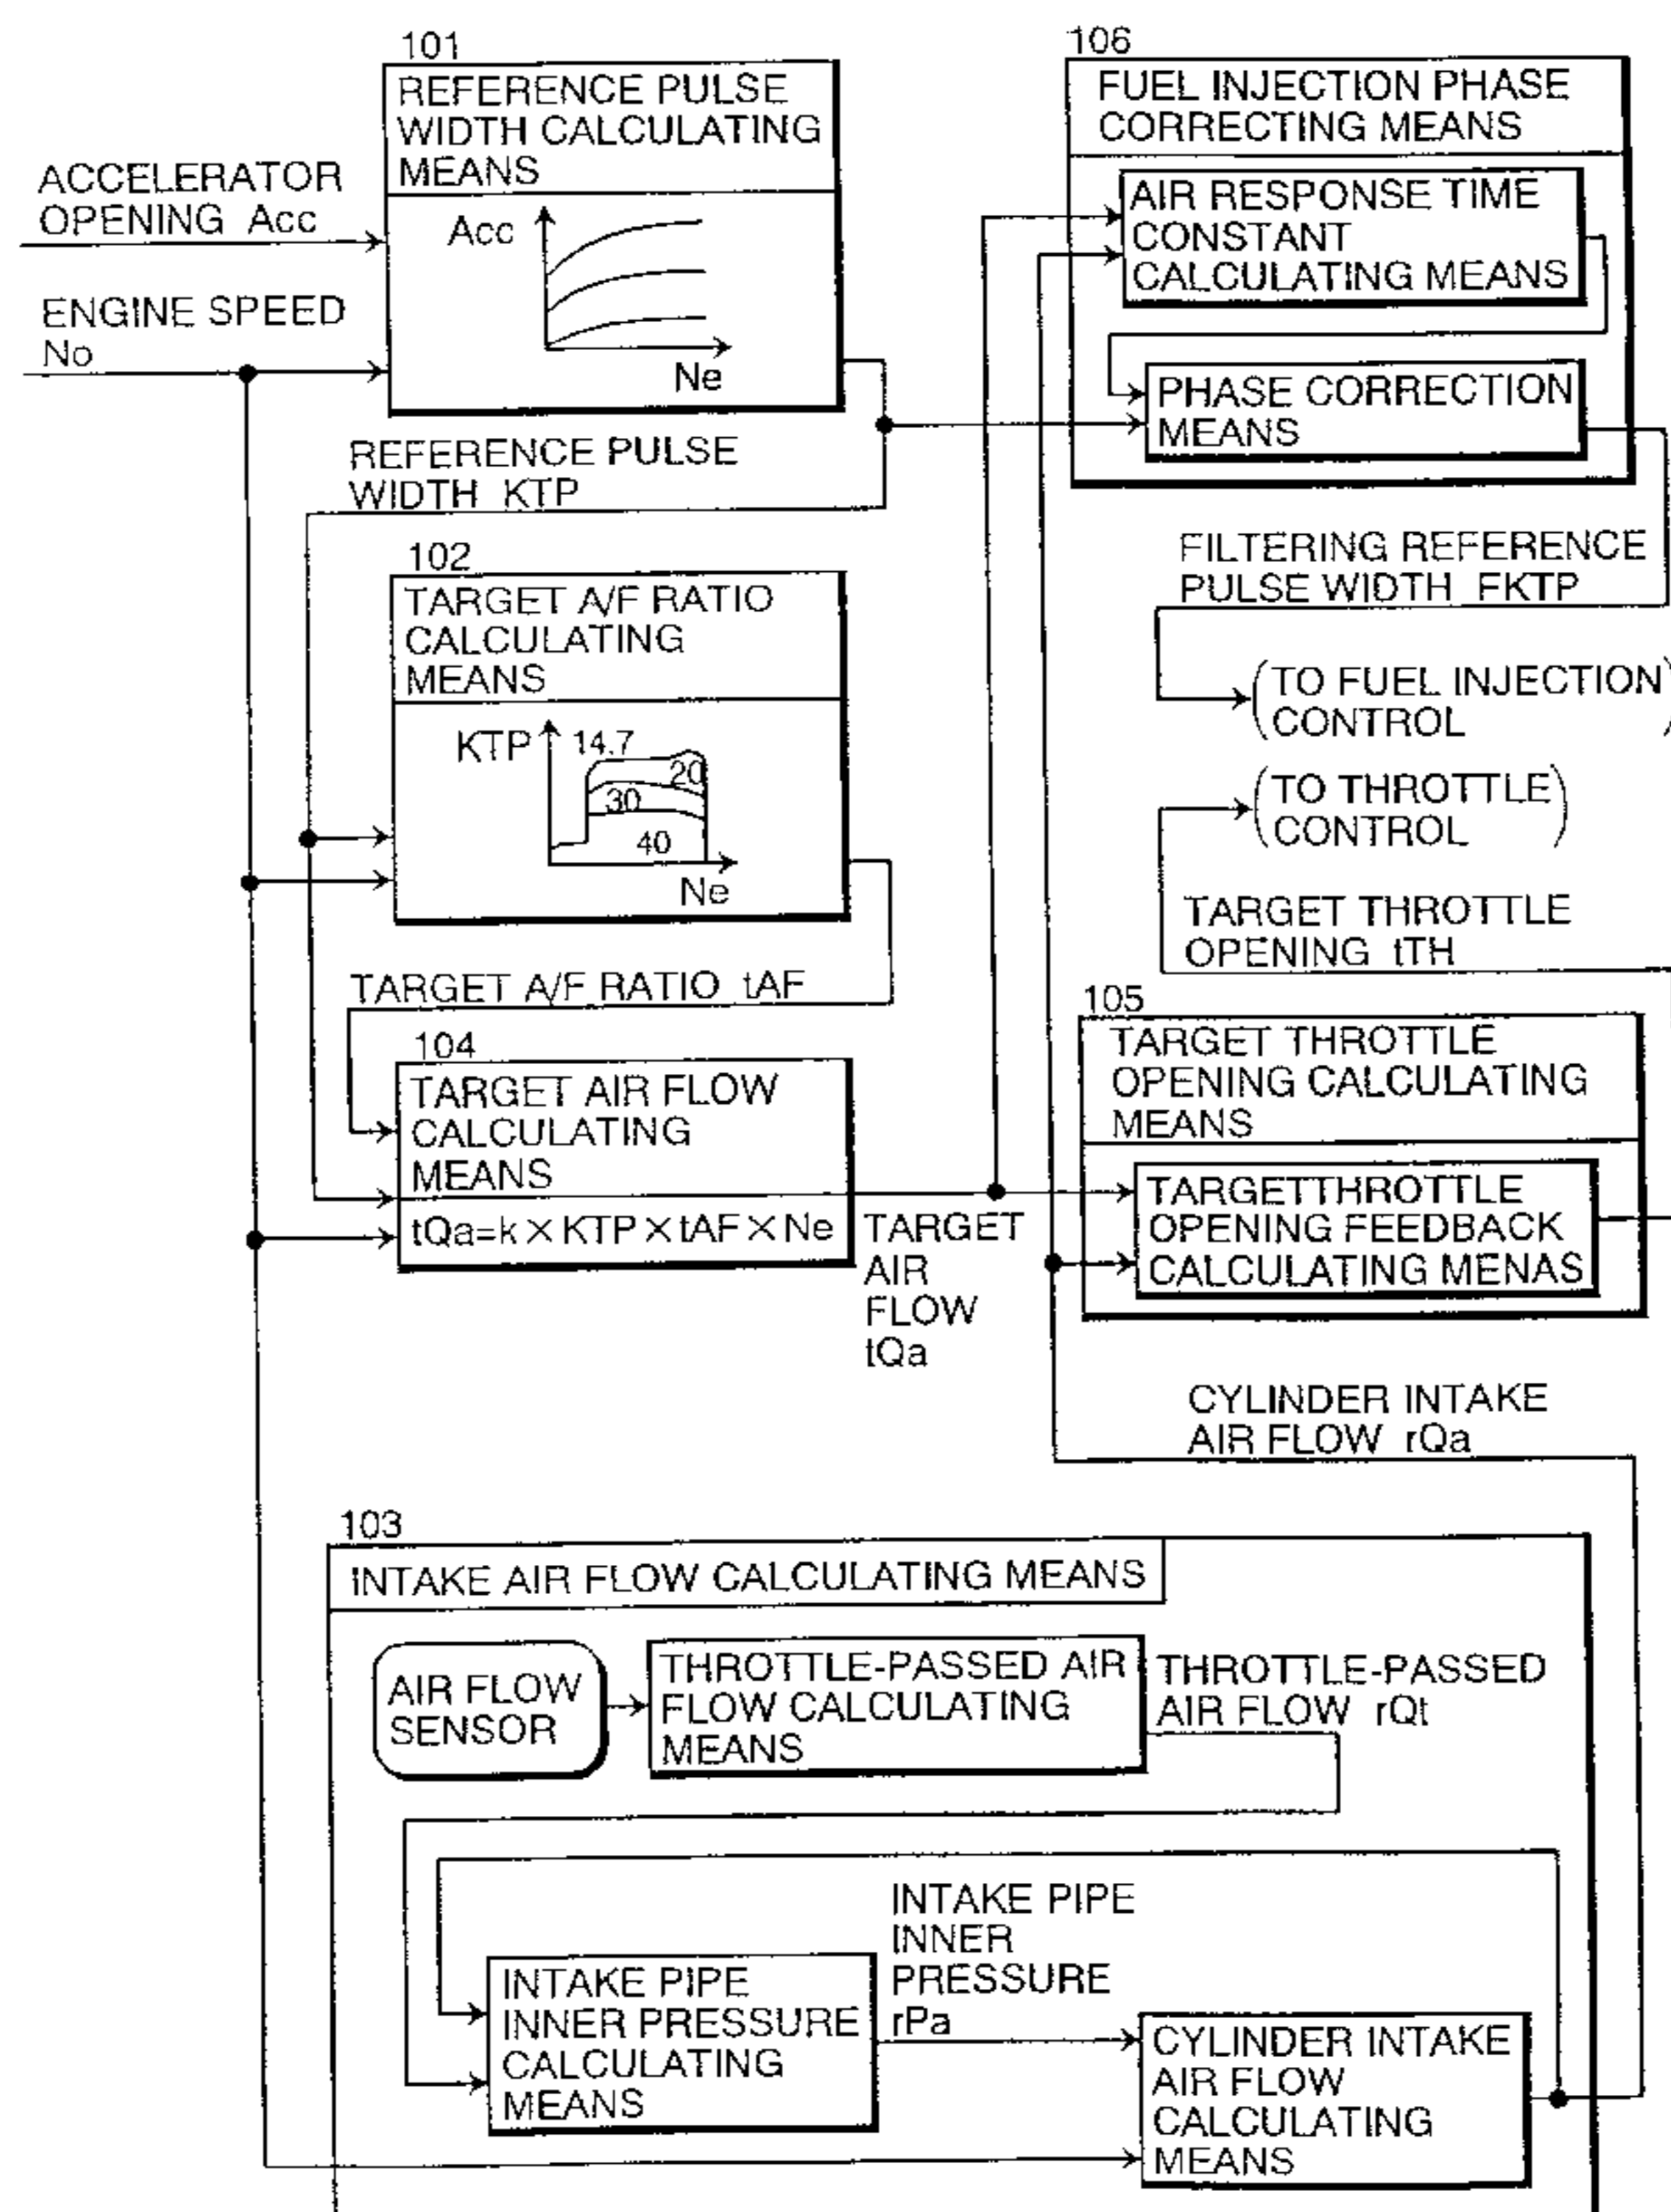 101
REFERENCE PULSE
WIDTH CALCULATING
MEANS
ACCELERATOR
OPENING Acc
Acc
ENGINE SPEED
No
Ne
REFERENCE PULSE
WIDTH KTP
102
TARGET A/F RATIO
CALCULATING
MEANS
KTP
14.7
20
30
40
Ne
TARGET A/F RATIO tAF
104
TARGET AIR FLOW
CALCULATING
MEANS
tQa=k×KTP×tAF×Ne
TARGET
AIR
FLOW
tQa
106
FUEL INJECTION PHASE
CORRECTING MEANS
AIR RESPONSE TIME
CONSTANT
CALCULATING MEANS
PHASE CORRECTION
MEANS
FILTERING REFERENCE
PULSE WIDTH FKTP
(TO FUEL INJECTION
CONTROL)
(TO THROTTLE
CONTROL)
TARGET THROTTLE
OPENING tTH
105
TARGET THROTTLE
OPENING CALCULATING
MEANS
TARGETTHROTTLE
OPENING FEEDBACK
CALCULATING MENAS
CYLINDER INTAKE
AIR FLOW rQa
103
INTAKE AIR FLOW CALCULATING MEANS
AIR FLOW
SENSOR
THROTTLE-PASSED AIR
FLOW CALCULATING
MEANS
THROTTLE-PASSED
AIR FLOW rQt
INTAKE PIPE
INNER
PRESSURE
rPa
INTAKE PIPE
INNER PRESSURE
CALCULATING
MEANS
CYLINDER INTAKE
AIR FLOW
CALCULATING
MEANS